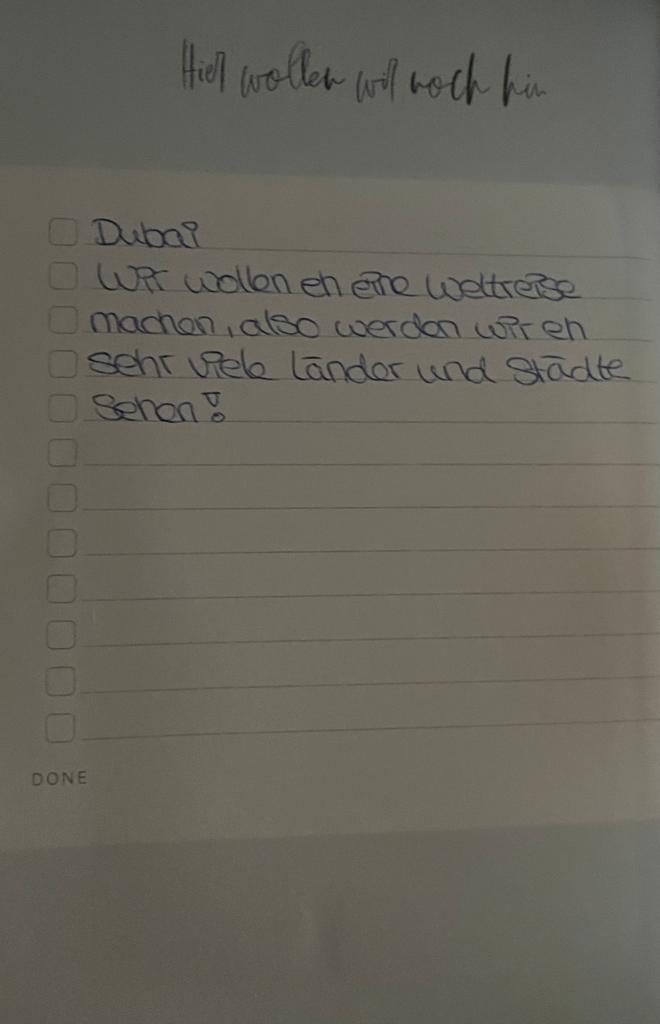 Hier wollen wir noch hin
Dubai
Wir wollen eh eine Weltreise
machen, also werden wir eh
sehr viele Länder und Städte
Sehen!
DONE